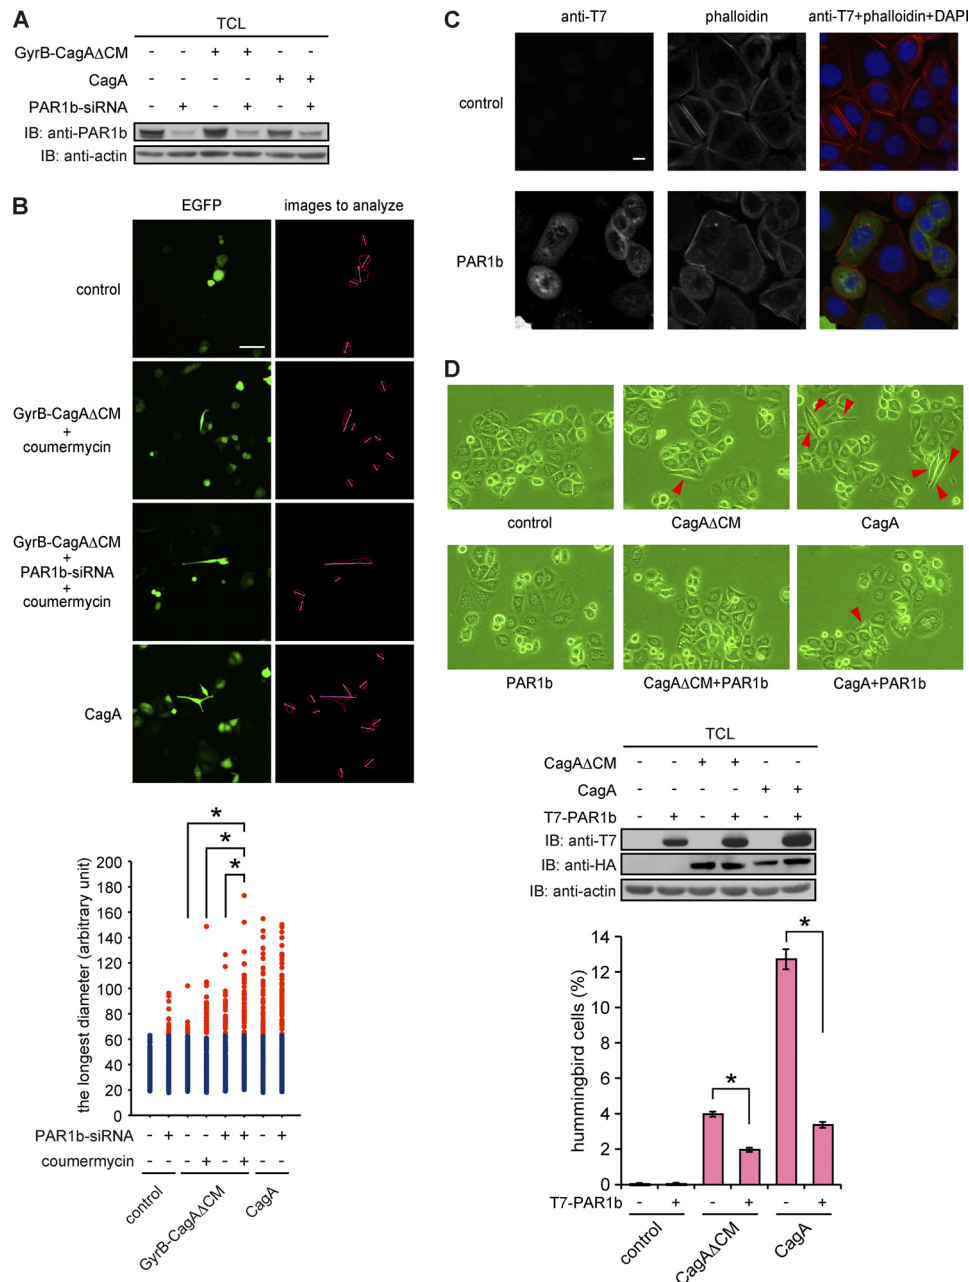 A
TCL
GyrB-CagAΔCM - - + + - -
CagA - - - - + +
PAR1b-siRNA - + - + - +
IB: anti-PAR1b
IB: anti-actin
B
EGFP images to analyze
control
GyrB-CagAΔCM
+
coumermycin
GyrB-CagAΔCM
+
PAR1b-siRNA
+
coumermycin
CagA
* 
*
*
the longest diameter (arbitrary unit)
200
180
160
140
120
100
80
60
40
20
0
PAR1b-siRNA - + - - + + - +
coumermycin - + - +
control
GyrB-CagAΔCM
CagA
C
anti-T7 phalloidin anti-T7+phalloidin+DAPI
control
PAR1b
D
control CagAΔCM CagA
PAR1b CagAΔCM+PAR1b CagA+PAR1b
TCL
CagAΔCM - - + + - -
CagA - - - - + +
T7-PAR1b - + - + - +
IB: anti-T7
IB: anti-HA
IB: anti-actin
hummingbird cells (%)
14
12
10
8
6
4
2
0
*
*
T7-PAR1b - + - + - +
control
CagAΔCM
CagA